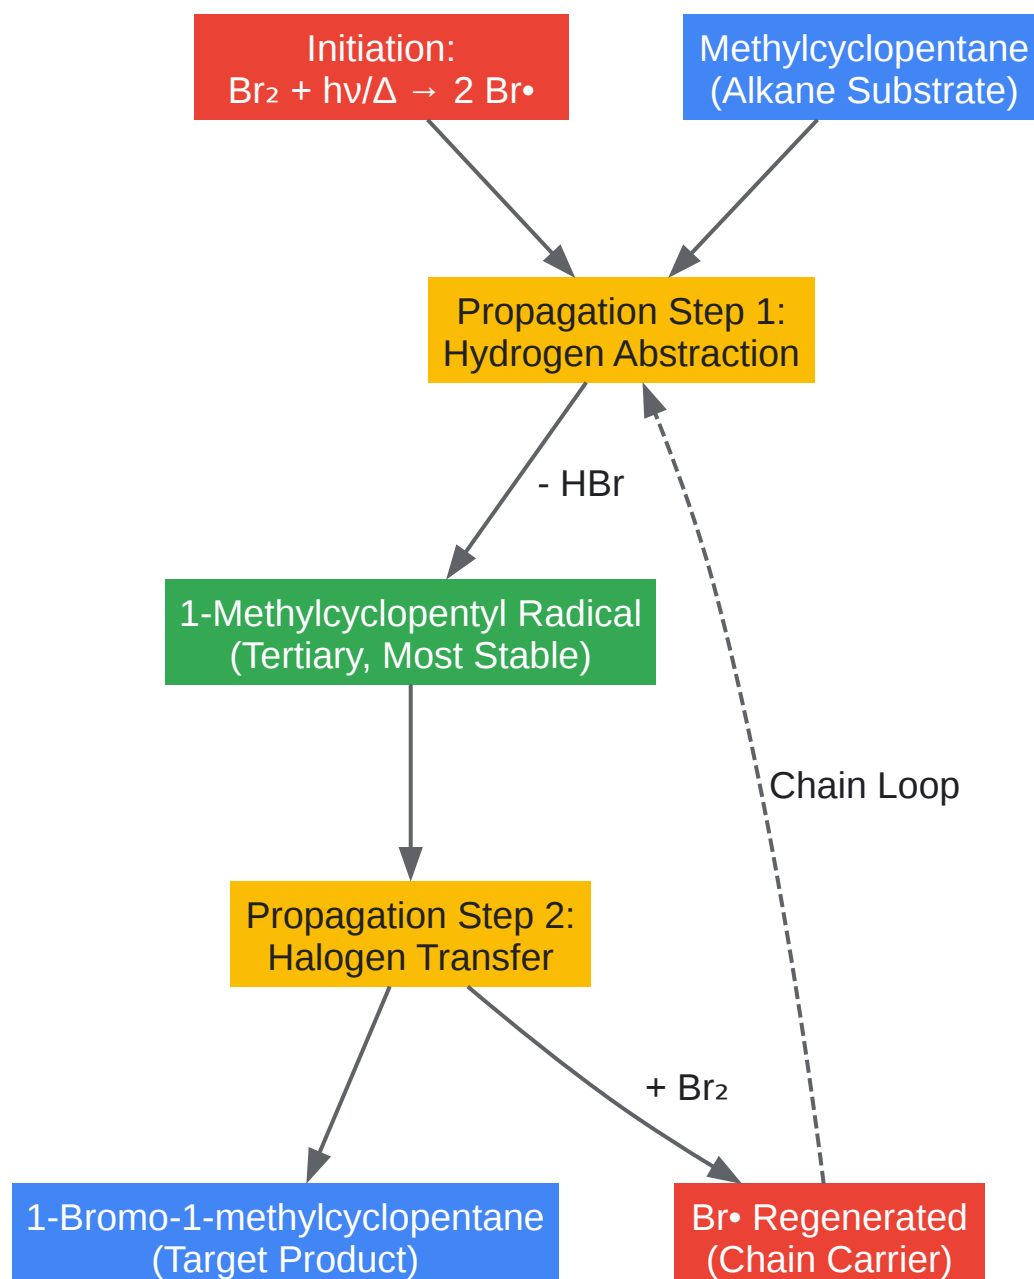 Initiation:
Br₂ + hν/Δ → 2 Br•
Methylcyclopentane
(Alkane Substrate)
Propagation Step 1:
Hydrogen Abstraction
- HBr
1-Methylcyclopentyl Radical
(Tertiary, Most Stable)
Chain Loop
Propagation Step 2:
Halogen Transfer
+ Br₂
1-Bromo-1-methylcyclopentane
(Target Product)
Br• Regenerated
(Chain Carrier)